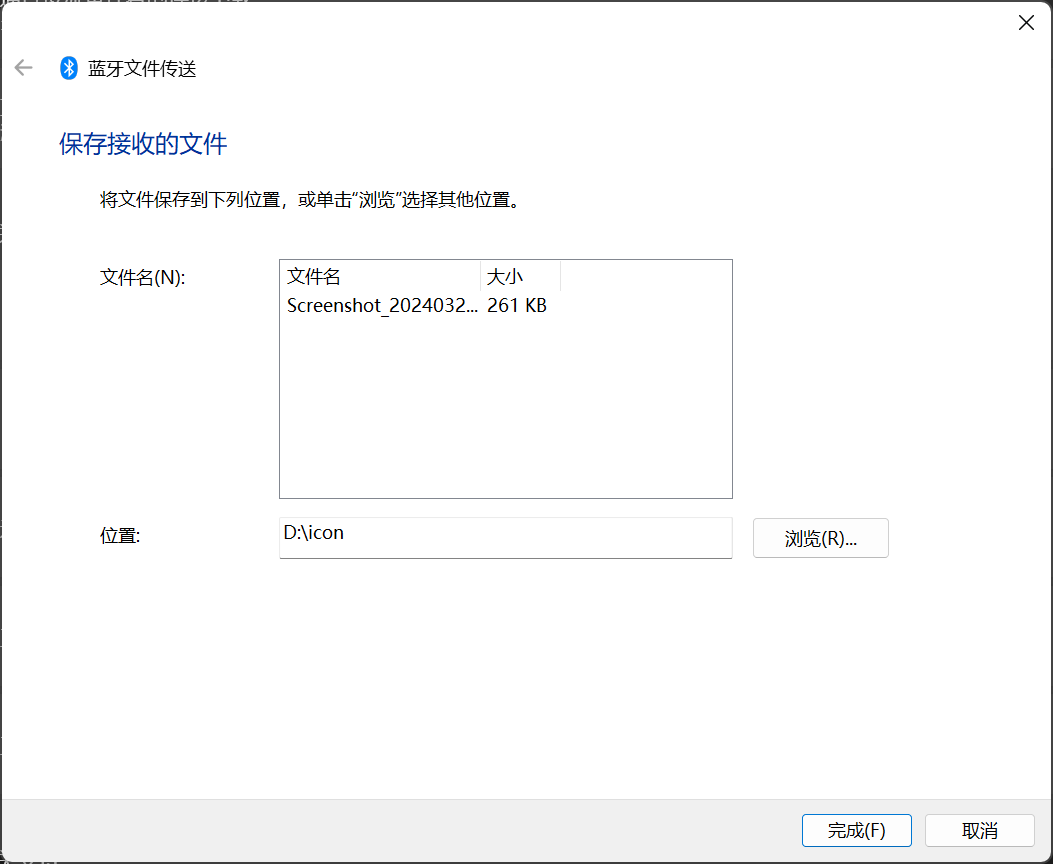 蓝牙文件传送
保存接收的文件
将文件保存到下列位置，或单击“浏览”选择其他位置。
文件名(N):
文件名 大小
Screenshot_2024032... 261 KB
位置:
D:\icon
浏览(R)...
完成(F)
取消